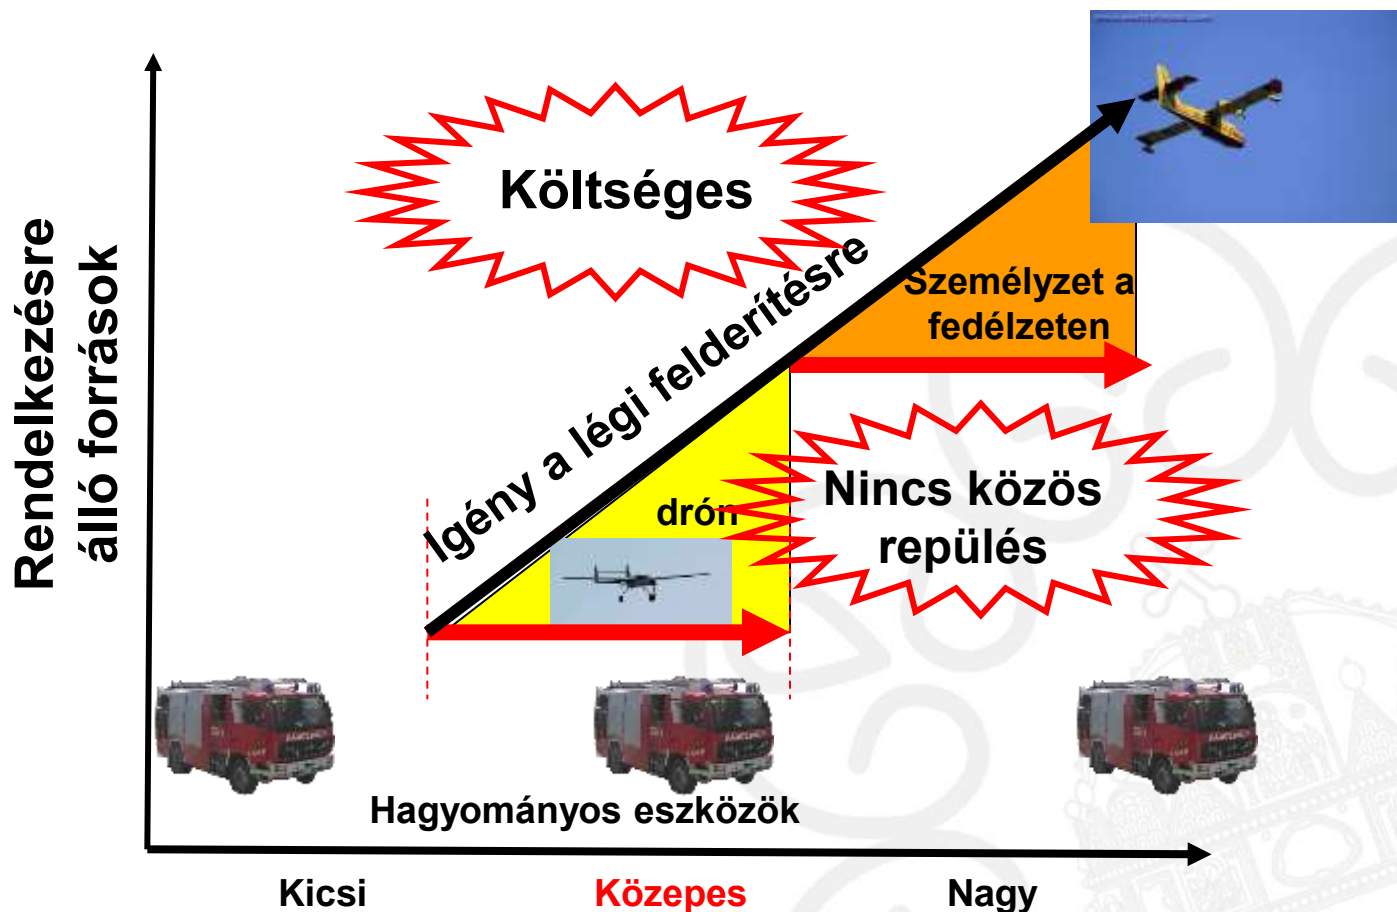 Költséges
Rendelkezésre
álló források
Igény a légi felderítésre
Személyzet a
fedélzeten
drón
Nincs közös
repülés
Hagyományos eszközök
Kicsi
Közepes
Nagy